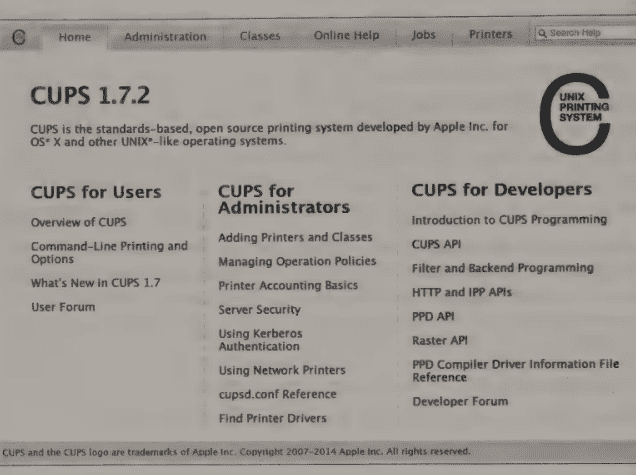 C Home Administration Classes Online Help Jobs Printers Search Help
CUPS 1.7.2
CUPS is the standards-based, open source printing system developed by Apple Inc. for
OS® X and other UNIX®-like operating systems.
UNIX
PRINTING
SYSTEM
CUPS for Users
Overview of CUPS
Command-Line Printing and
Options
What's New in CUPS 1.7
User Forum
CUPS for
Administrators
Adding Printers and Classes
Managing Operation Policies
Printer Accounting Basics
Server Security
Using Kerberos
Authentication
Using Network Printers
cupsd.conf Reference
Find Printer Drivers
CUPS for Developers
Introduction to CUPS Programming
CUPS API
Filter and Backend Programming
HTTP and IPP APIs
PPD API
Raster API
PPD Compiler Driver Information File
Reference
Developer Forum
CUPS and the CUPS logo are trademarks of Apple Inc. Copyright 2007-2014 Apple Inc. All rights reserved.